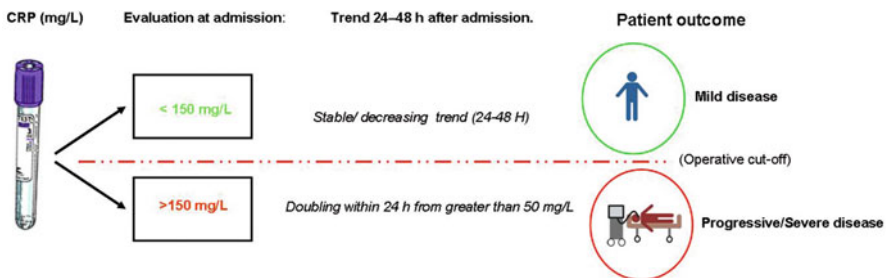 CRP (mg/L) Evaluation at admission: Trend 24–48 h after admission. Patient outcome
< 150 mg/L
Stable/ decreasing trend (24-48 H)
Mild disease
(Operative cut-off)
>150 mg/L
Doubling within 24 h from greater than 50 mg/L
Progressive/Severe disease